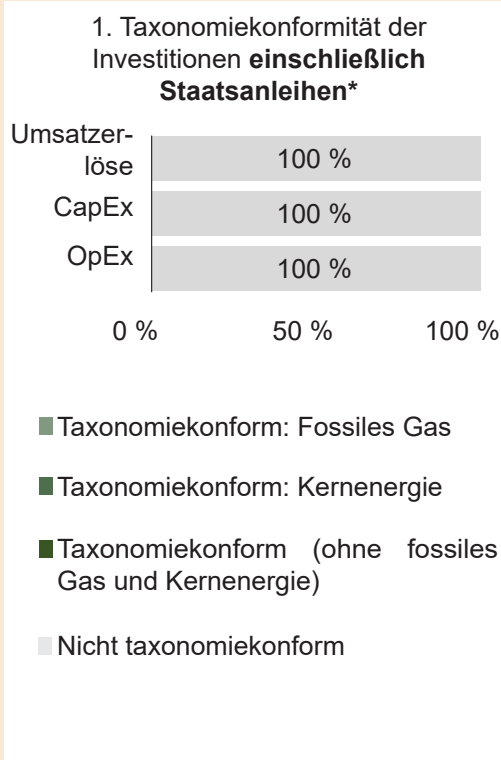 1. Taxonomiekonformität der
Investitionen einschließlich
Staatsanleihen*
Umsatzer-
löse
100 %
CapEx
100 %
OpEx
100 %
0 % 50 % 100 %
Taxonomiekonform: Fossiles Gas
Taxonomiekonform: Kernenergie
Taxonomiekonform (ohne fossiles
Gas und Kernenergie)
Nicht taxonomiekonform